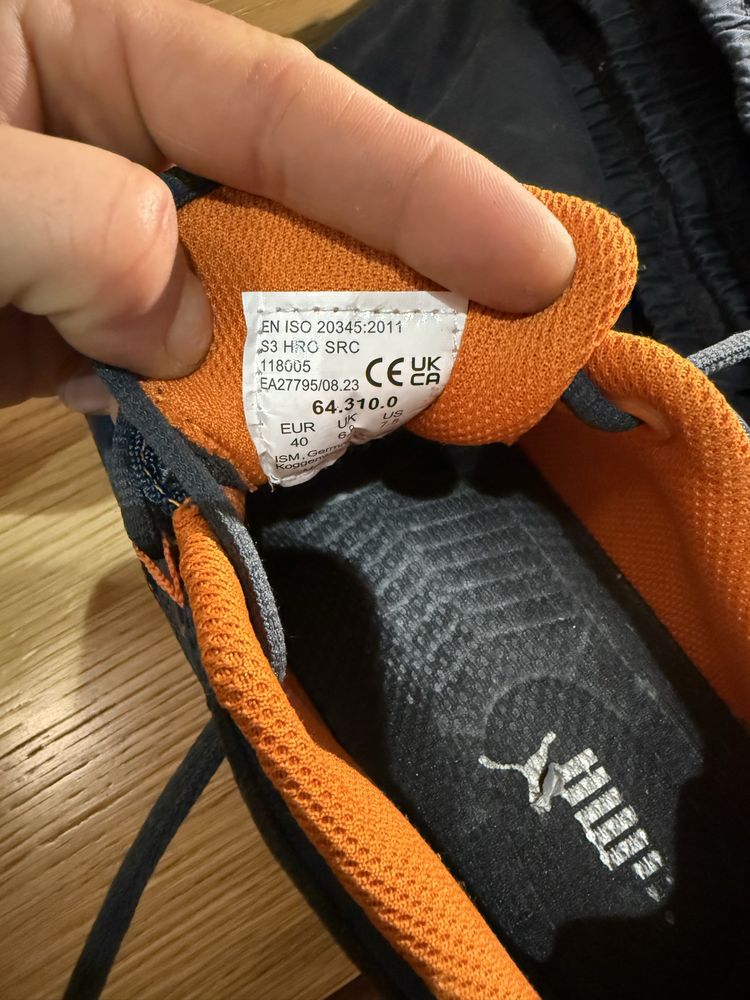 EN ISO 20345:2011
S3 HRO SRC
118005
EA27795/08.23
CE UK
CA
64.310.0
EUR UK US
40
ISM,
PUMA